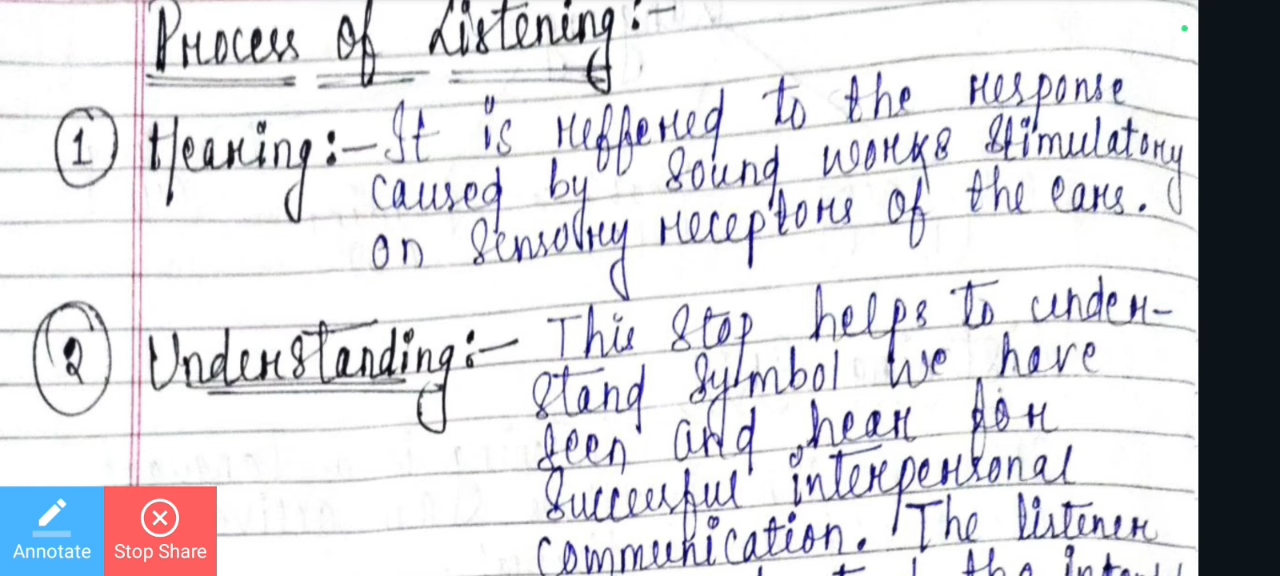 Process of Listening:-
① Hearing:- It is reffered to the response
caused by sound works stimulatory
on sensory receptors of the ears.
② Understanding:- This stop helps to under-
stand symbol we have
seen and hear for
successful interpersonal
communication. The listener
the
Annotate
Stop Share